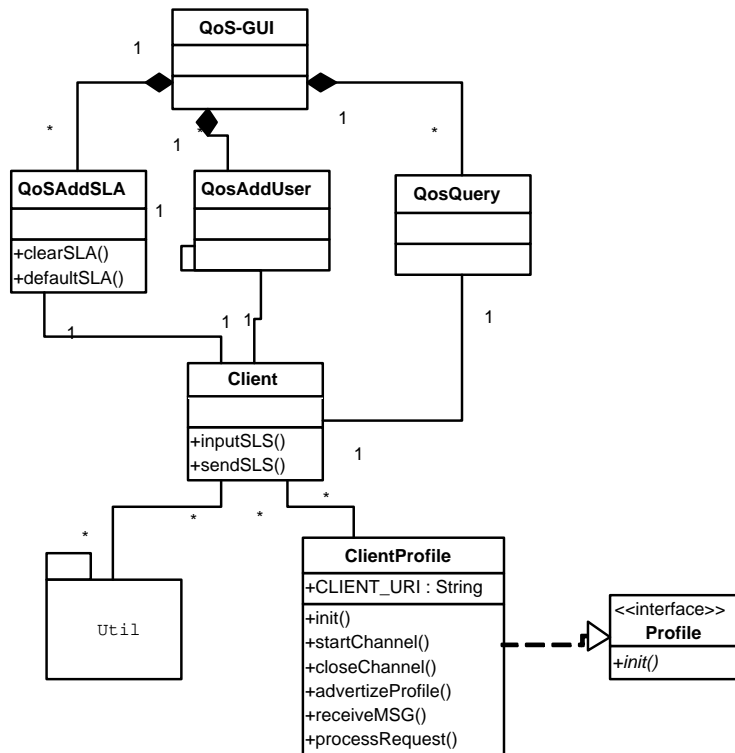 QoS-GUI
1
*
1
*
1
*
QoSAddSLA
1
+clearSLA()
+defaultSLA()
QosAddUser
QosQuery
1
1
1
1
Client
+inputSLS()
+sendSLS()
1
*
*
*
*
Util
ClientProfile
+CLIENT_URI : String
+init()
+startChannel()
+closeChannel()
+advertizeProfile()
+receiveMSG()
+processRequest()
<<interface>>
Profile
+init()